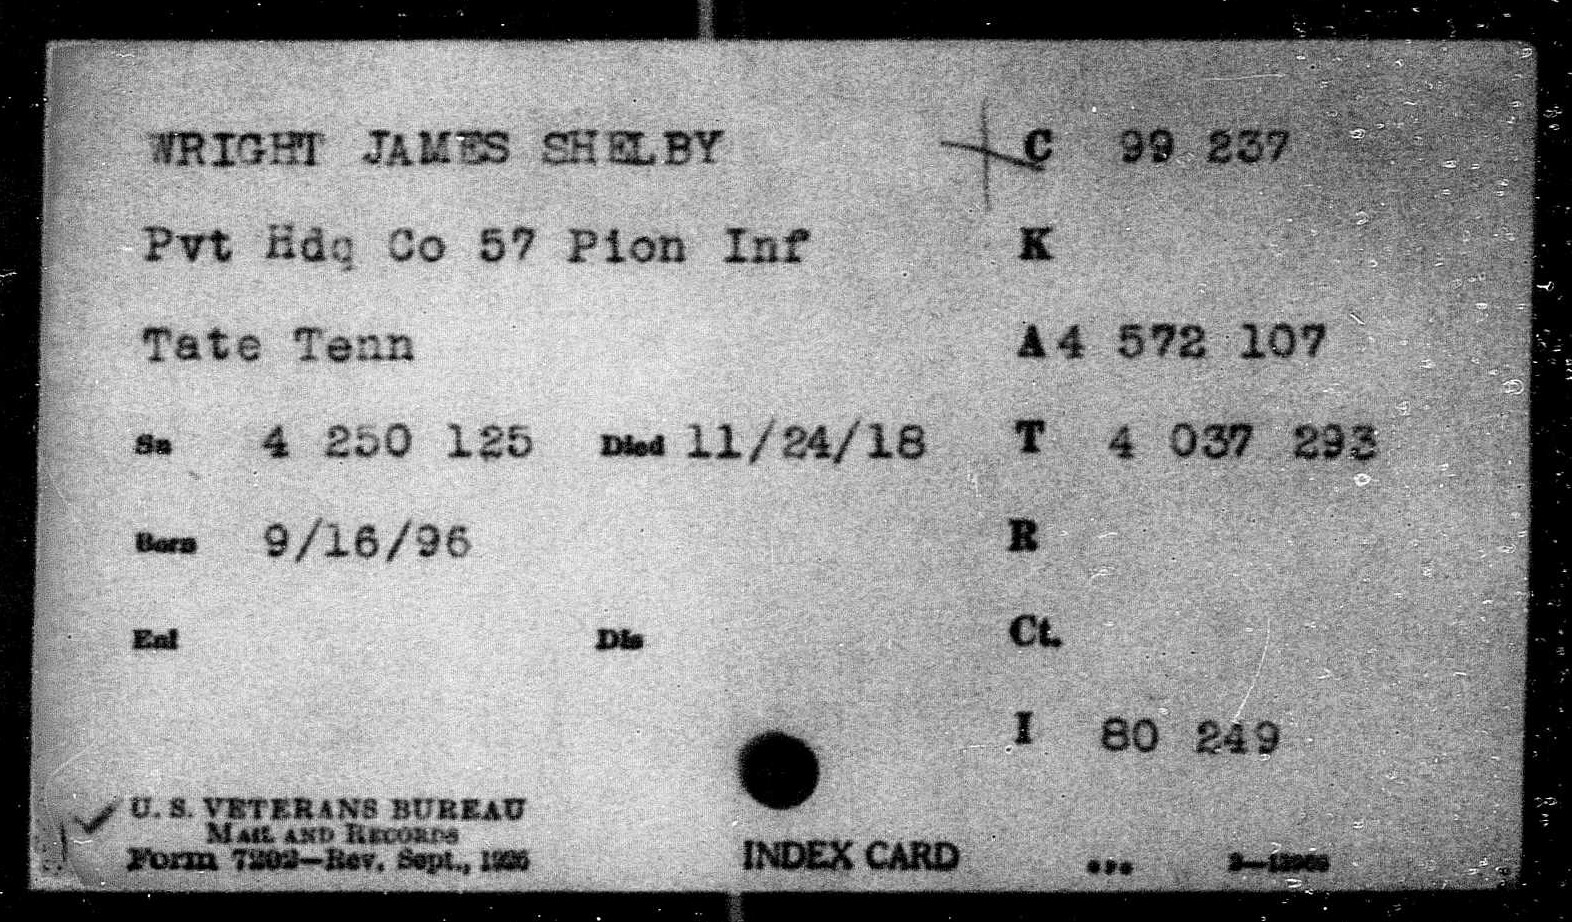 WRIGHT JAMES SHELBY C 99 237
Pvt Hdq Co 57 Pion Inf K
Tate Tenn A 4 572 107
Sn 4 250 125 Died 11/24/18 T 4 037 293
Born 9/16/96 R
Enl Dis Ct.
I 80 249
U. S. VETERANS BUREAU
MAIL AND RECORDS
Form 7202—Rev. Sept., 
INDEX CARD